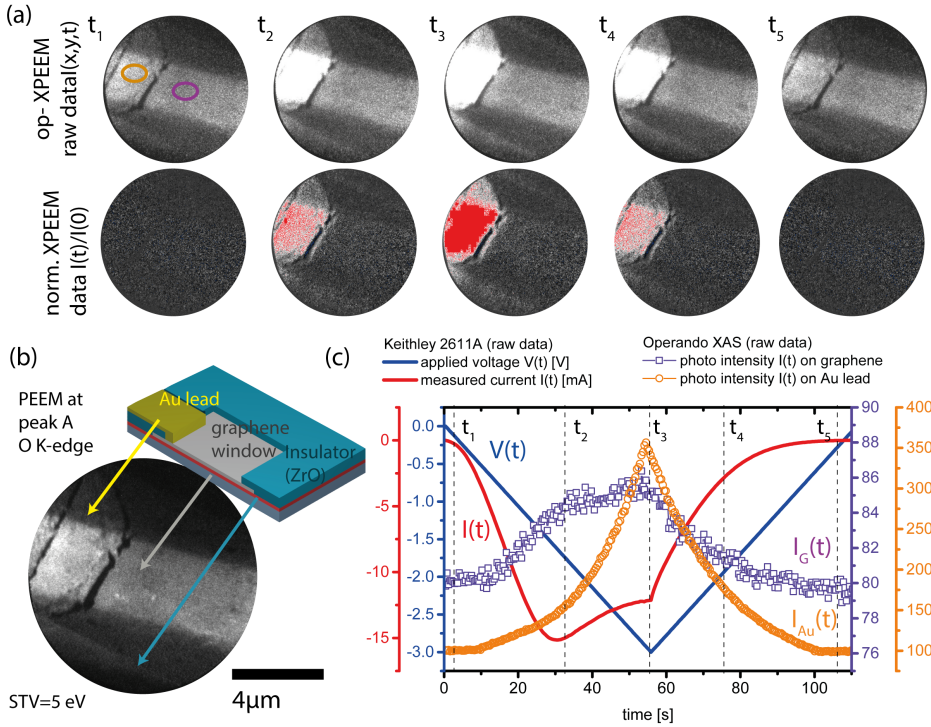 (a)
t1
t2
t3
t4
t5
op- XPEEM
raw dataI(x,y,t)
norm. XPEEM
data I(t)/I(0)
(b)
PEEM at
peak A
O K-edge
Au lead
graphene
window
Insulator
(ZrO)
STV=5 eV
4µm
(c)
Keithley 2611A (raw data)
applied voltage V(t) [V]
measured current I(t) [mA]
Operando XAS (raw data)
photo intensity I(t) on graphene
photo intensity I(t) on Au lead
0
-5
-10
-15
0.0
-0.5
-1.0
-1.5
-2.0
-2.5
-3.0
t1
t2
t3
t4
t5
V(t)
I(t)
IG(t)
IAu(t)
90
88
86
84
82
80
78
76
400
350
300
250
200
150
100
0
20
40
60
80
100
time [s]